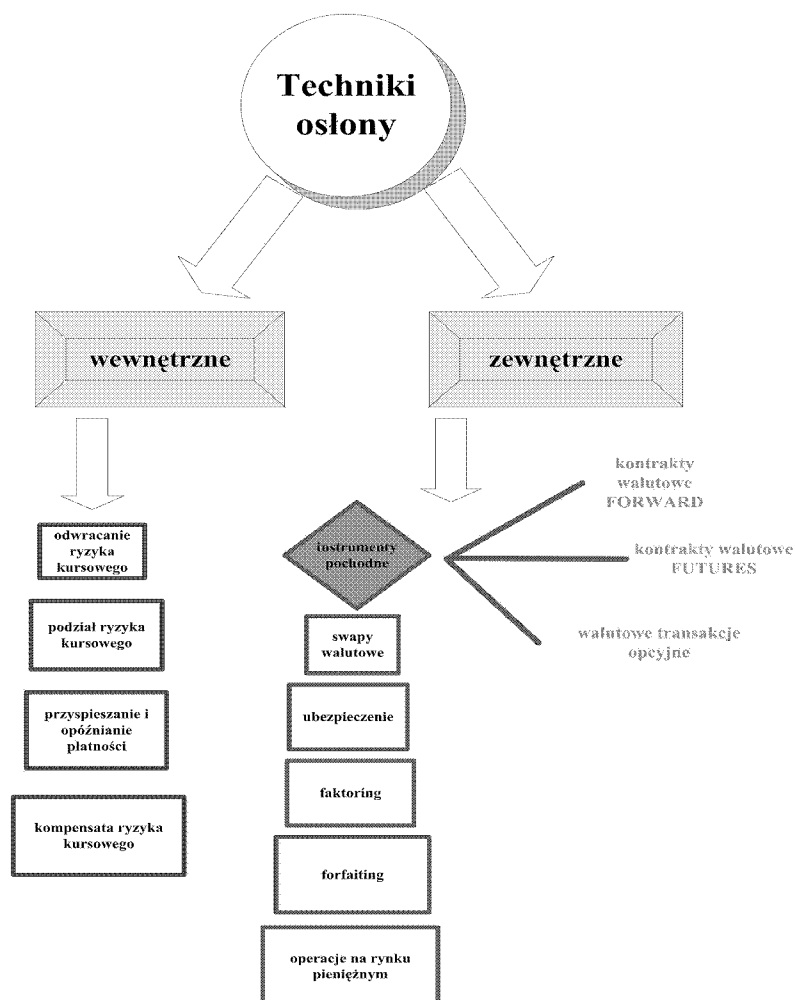 Techniki
osłony
wewnętrzne
zewnętrzne
odwracanie
ryzyka
kursowego
podział ryzyka
kursowego
przyspieszanie i
opóźnianie
płatności
kompensata ryzyka
kursowego
instrumenty
pochodne
kontrakty
walutowe
FORWARD
kontrakty walutowe
FUTURES
walutowe transakcje
opcyjne
swapy
walutowe
ubezpieczenie
faktoring
forfaiting
operacje na rynku
pieniężnym